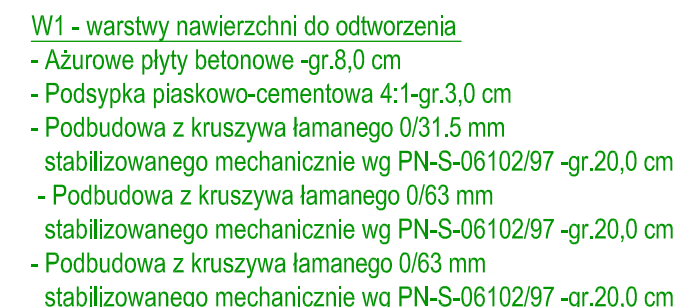 W1 - warstwy nawierzchni do odtworzenia
- Ażurowe płyty betonowe -gr.8,0 cm
- Podsypka piaskowo-cementowa 4:1-gr.3,0 cm
- Podbudowa z kruszywa łamanego 0/31.5 mm
stabilizowanego mechanicznie wg PN-S-06102/97 -gr.20,0 cm
- Podbudowa z kruszywa łamanego 0/63 mm
stabilizowanego mechanicznie wg PN-S-06102/97 -gr.20,0 cm
- Podbudowa z kruszywa łamanego 0/63 mm
stabilizowanego mechanicznie wg PN-S-06102/97 -gr.20,0 cm